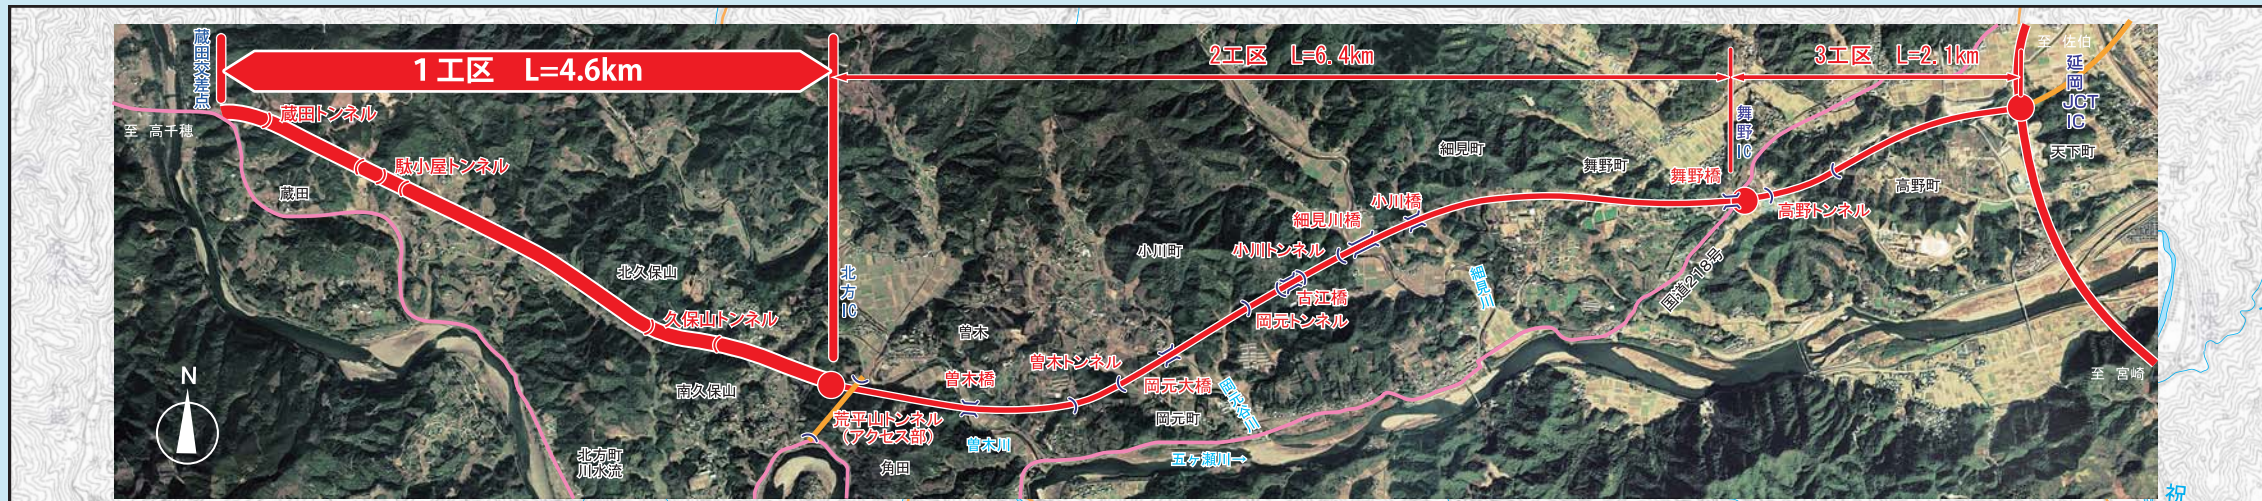 蔵田交差点
1工区 L=4.6km
2工区 L=6.4km
3工区 L=2.1km
至 佐伯
延岡JCT
IC
至 高千穂
蔵田トンネル
駄小屋トンネル
蔵田
北久保山
久保山トンネル
北方IC
南久保山
荒平山トンネル
(アクセス部)
北方町
川水流
角田
曽木
曽木橋
曽木川
曽木トンネル
岡元大橋
岡元町
岡元谷川
五ヶ瀬川→
岡元トンネル
古江橋
小川トンネル
小川町
細見川橋
小川橋
細見町
細見川
舞野町
舞野橋
舞野IC
高野トンネル
高野町
天下町
国道218号
至 宮崎
N
祝